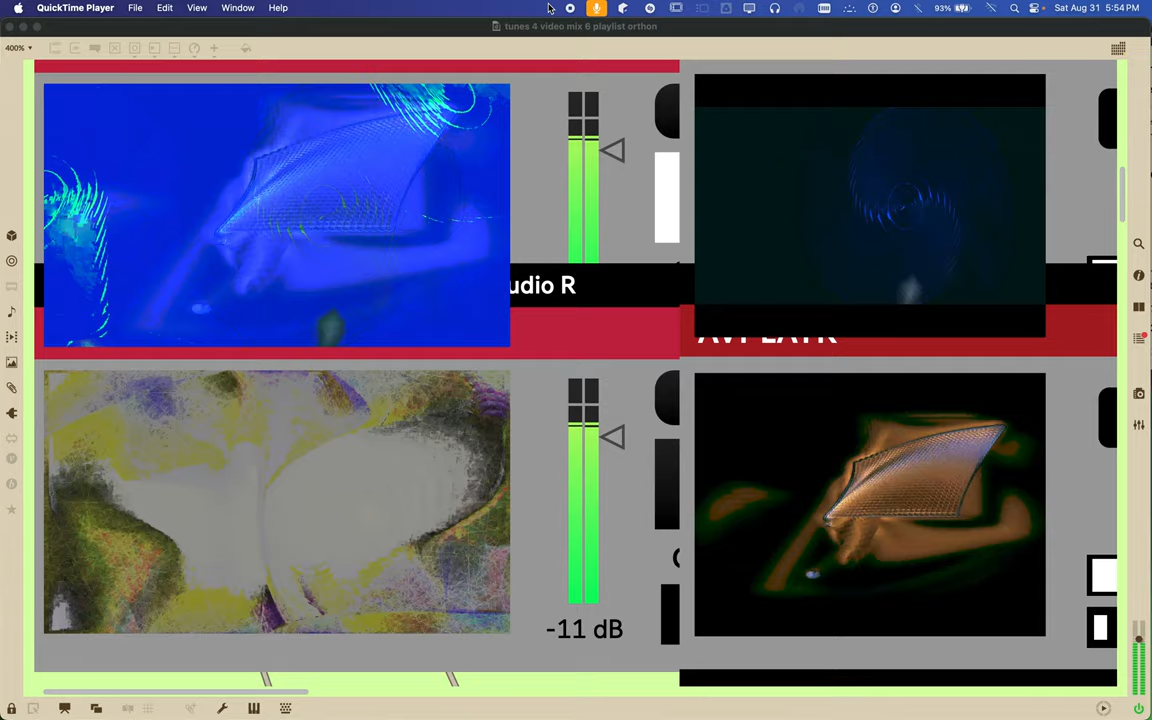 QuickTime Player File Edit View Window Help 93% Sat Aug 31 5:54 PM
tunes 4 video mix 6 playlist orthon
400%
udio R
-11 dB